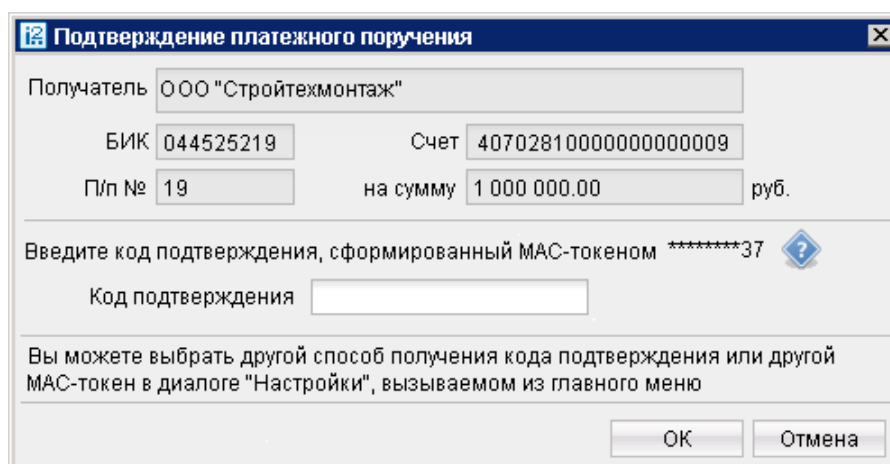 Подтверждение платежного поручения
Получатель ООО "Стройтехмонтаж"
БИК 044525219 Счет 40702810000000000009
П/п № 19 на сумму 1 000 000.00 руб.
Введите код подтверждения, сформированный МАС-токеном ********37
Код подтверждения
Вы можете выбрать другой способ получения кода подтверждения или другой
МАС-токен в диалоге "Настройки", вызываемом из главного меню
ОК Отмена